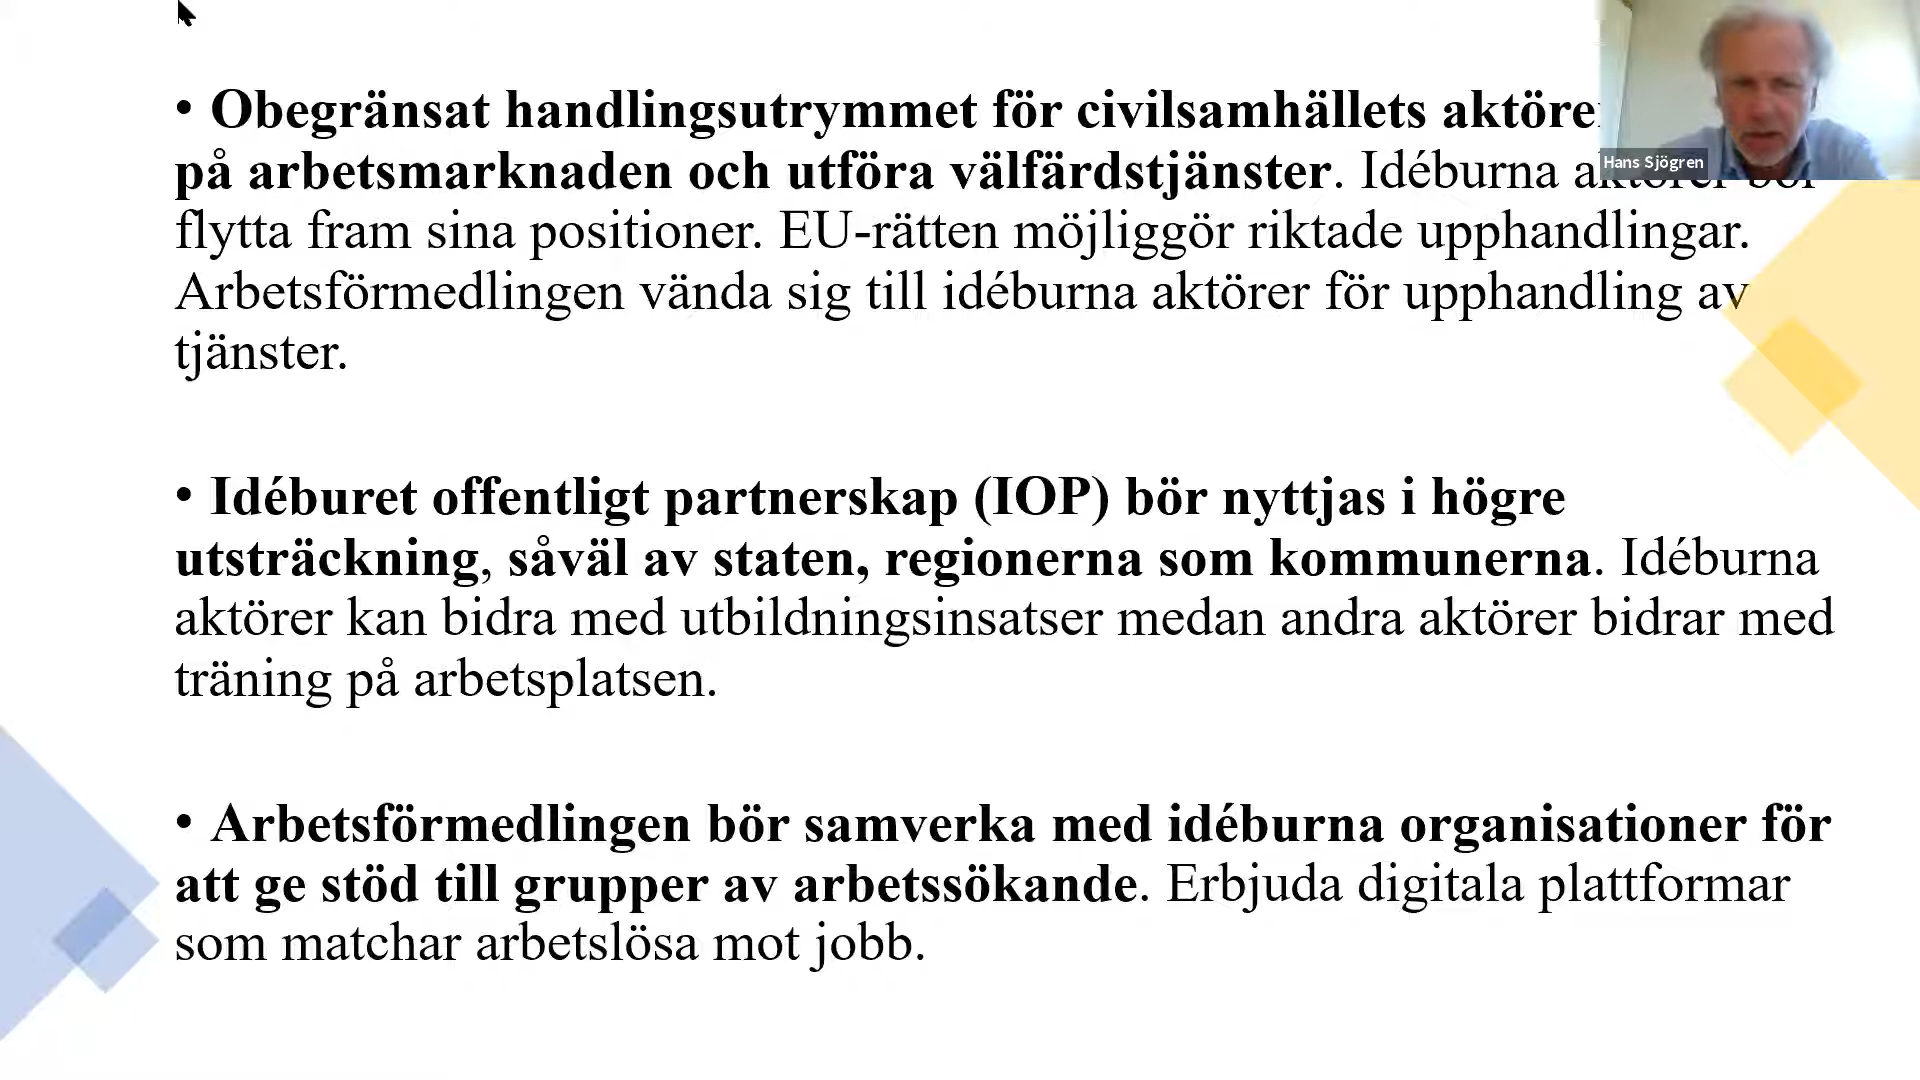 • Obegränsat handlingsutrymmet för civilsamhällets
på arbetsmarknaden och utföra välfärdstjänster. Idéburna
flytta fram sina positioner. EU-rätten möjliggör riktade upphandlingar.
Arbetsförmedlingen vända sig till idéburna aktörer för upphandling av
tjänster.
• Idéburet offentligt partnerskap (IOP) bör nyttjas i högre
utsträckning, såväl av staten, regionerna som kommunerna. Idéburna
aktörer kan bidra med utbildningsinsatser medan andra aktörer bidrar med
träning på arbetsplatsen.
• Arbetsförmedlingen bör samverka med idéburna organisationer för
att ge stöd till grupper av arbetssökande. Erbjuda digitala plattformar
som matchar arbetslösa mot jobb.
Hans Sjögren